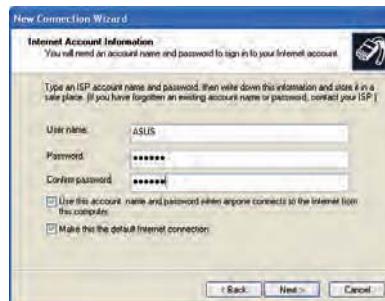 New Connection Wizard
Internet Account Information
You will need an account name and password to sign in to your Internet account.
Type an ISP account name and password, then write down this information and store it in a
safe place. (If you have forgotten an existing account name or password, contact your ISP.)
User name:
ASUS
Password:
••••••
Confirm password:
••••••
Use this account name and password when anyone connects to the Internet from
this computer
Make this the default Internet connection
< Back
Next >
Cancel